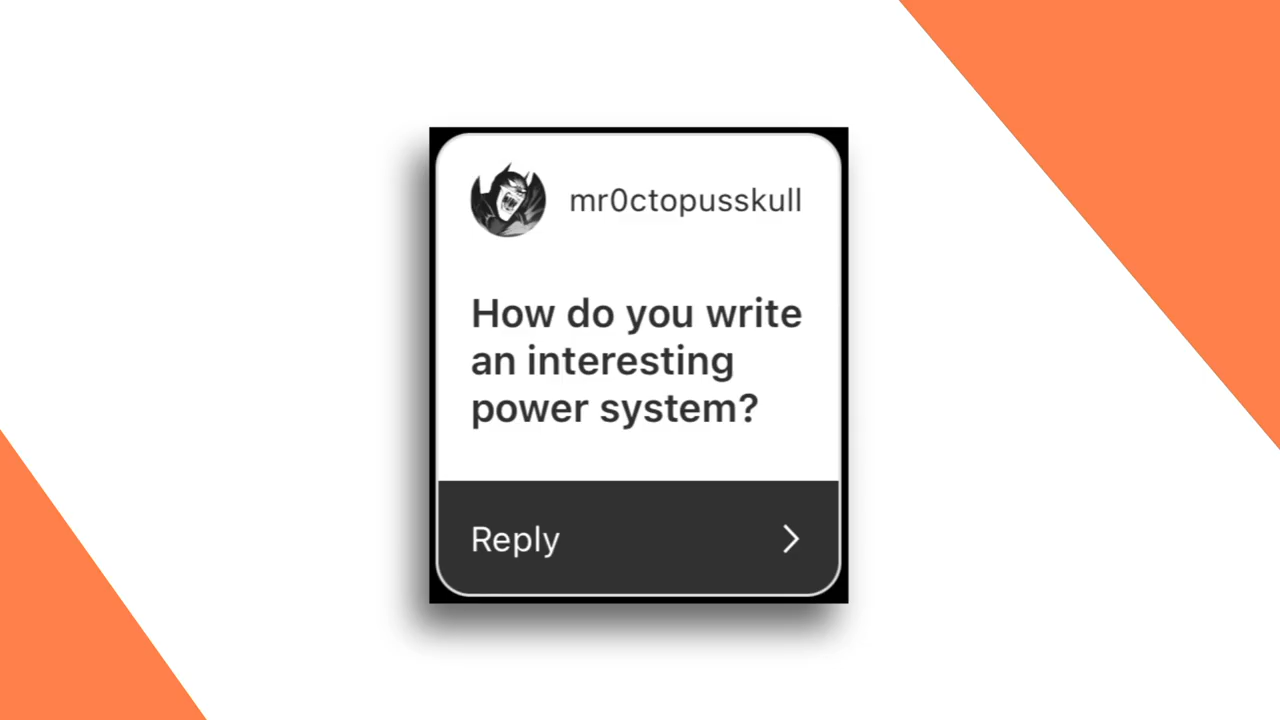 mr0ctopusskull
How do you write
an interesting
power system?
Reply